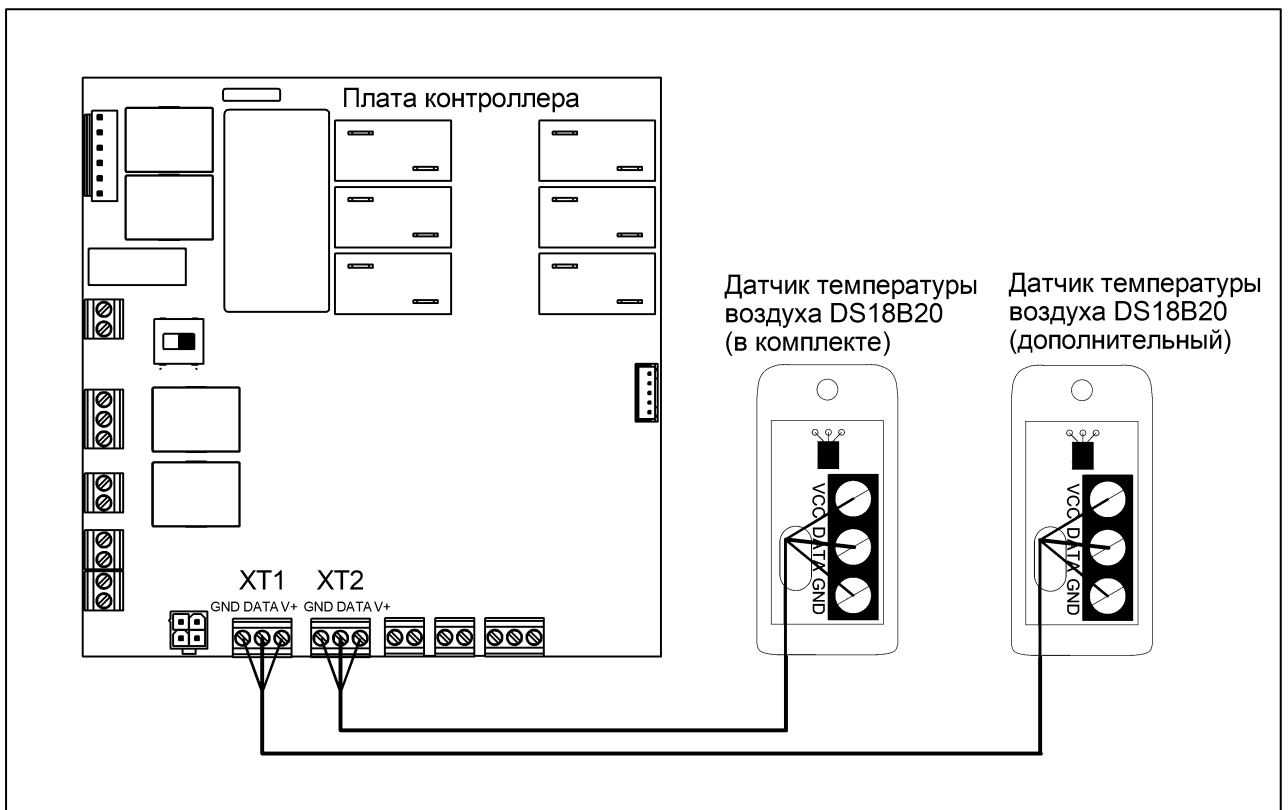 Плата контроллера
Датчик температуры
воздуха DS18B20
(в комплекте)
Датчик температуры
воздуха DS18B20
(дополнительный)
VCC DATA GND
VCC DATA GND
XT1 XT2
GND DATA V+ GND DATA V+